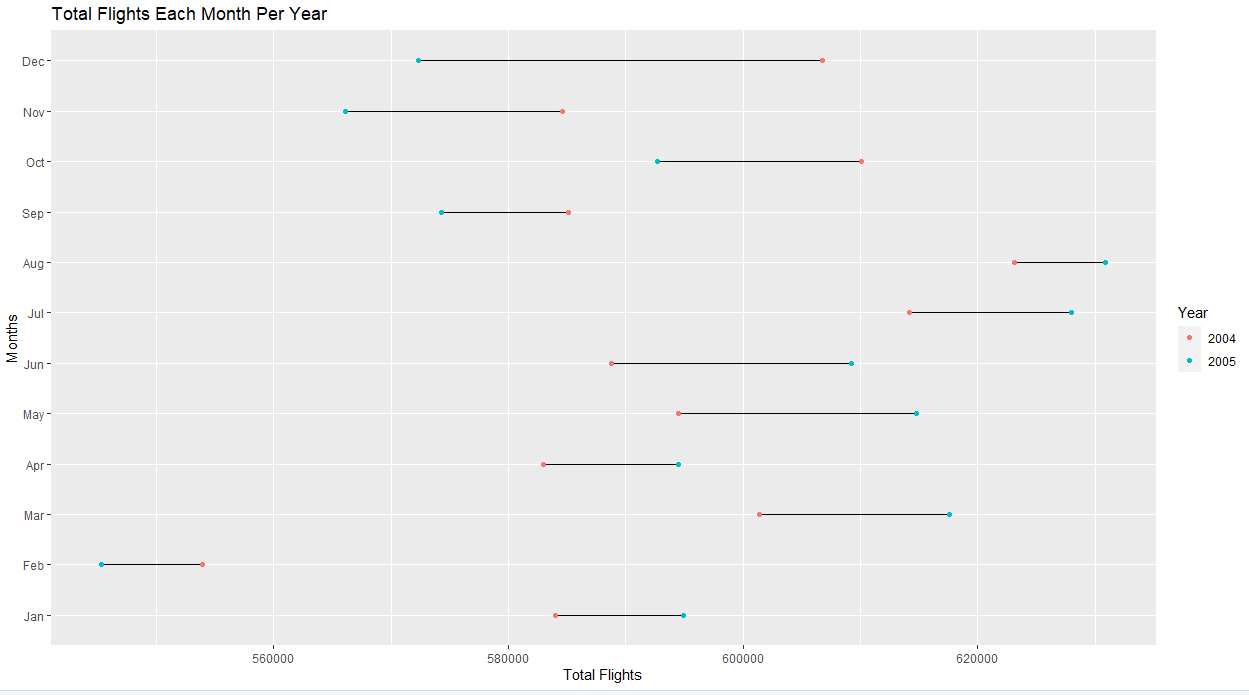 Total Flights Each Month Per Year
Dec
Nov
Oct
Sep
Aug
Jul
Jun
May
Apr
Mar
Feb
Jan
Months
560000 580000 600000 620000
Total Flights
Year
2004
2005